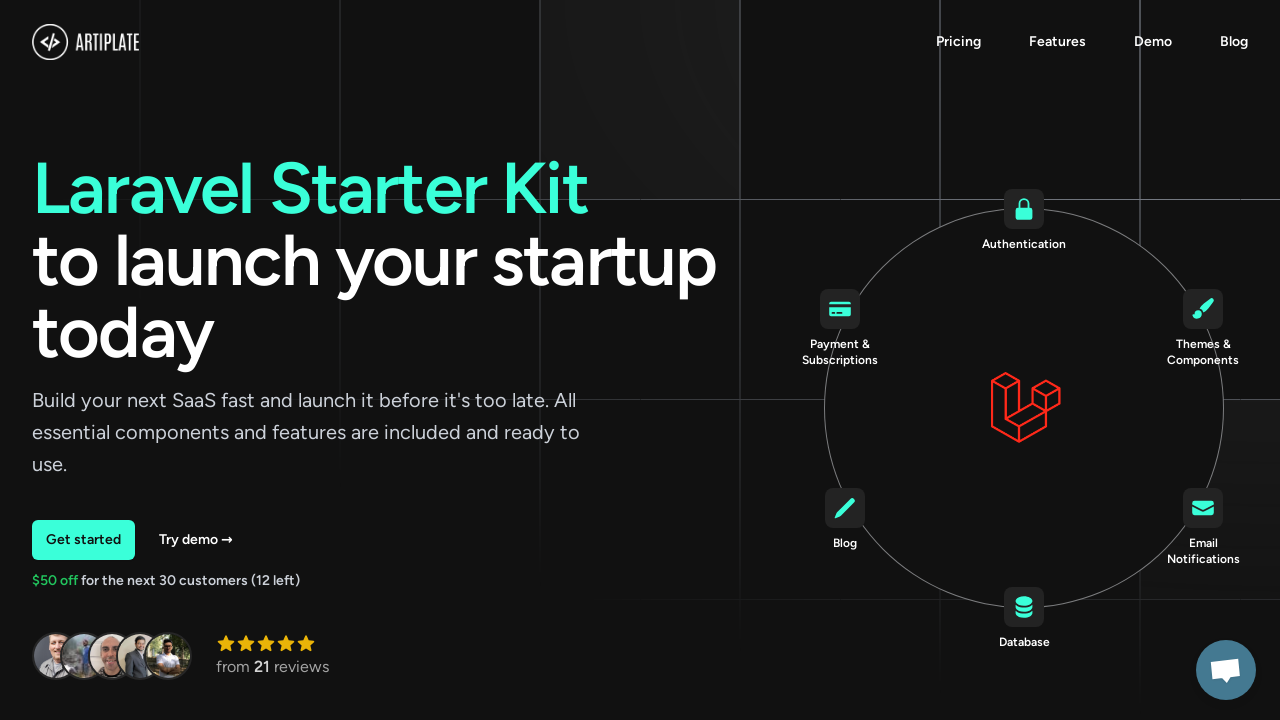 ARTIPLATE
Pricing
Features
Demo
Blog
Laravel Starter Kit
to launch your startup
today
Build your next SaaS fast and launch it before it's too late. All
essential components and features are included and ready to
use.
Get started
Try demo →
$50 off for the next 30 customers (12 left)
from 21 reviews
Authentication
Payment &
Subscriptions
Themes &
Components
Blog
Email
Notifications
Database